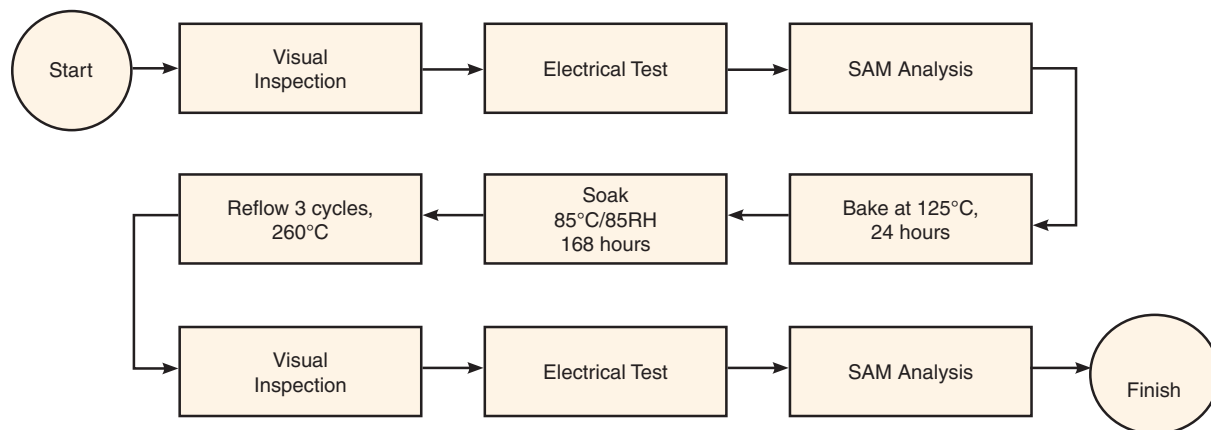 Start
Visual
Inspection
Electrical Test
SAM Analysis
Bake at 125°C,
24 hours
Soak
85°C/85RH
168 hours
Reflow 3 cycles,
260°C
Visual
Inspection
Electrical Test
SAM Analysis
Finish